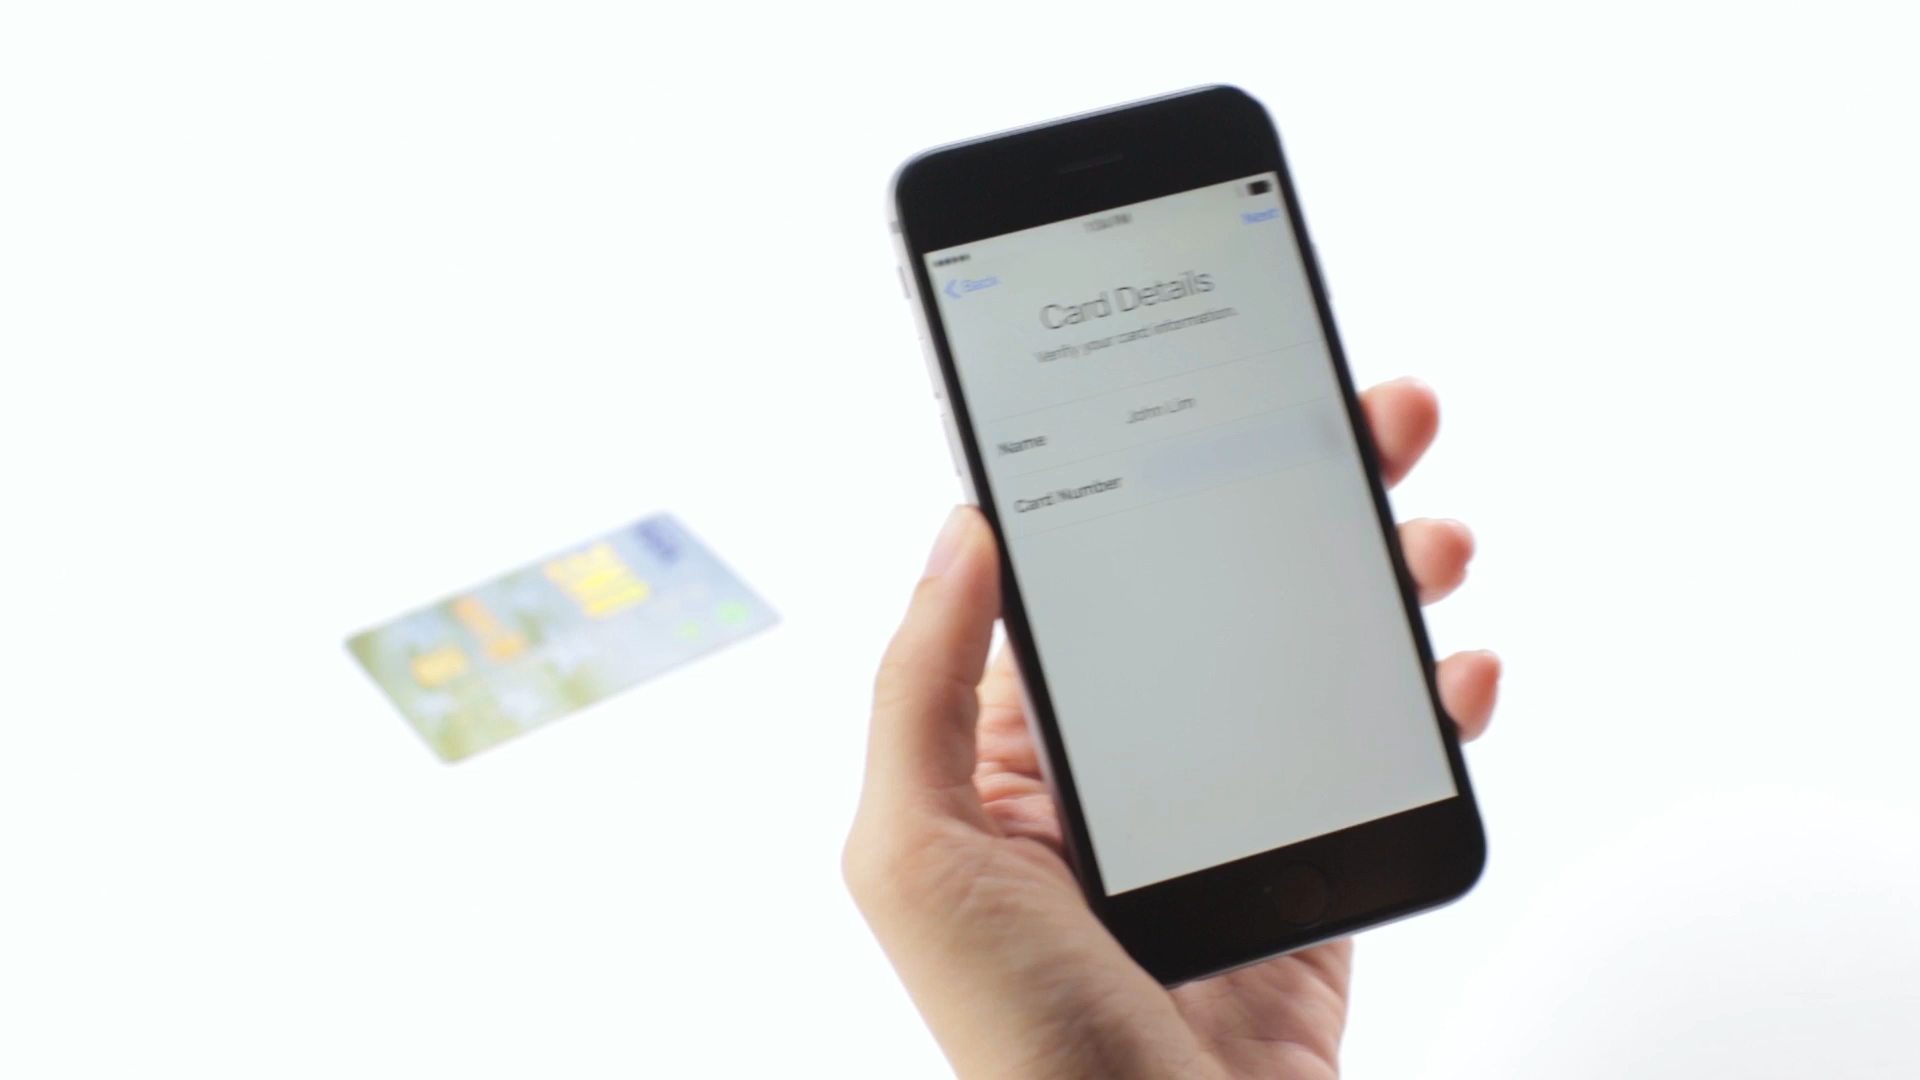 Next
Back
Card Details
Verify your card information.
Name John Lim
Card Number